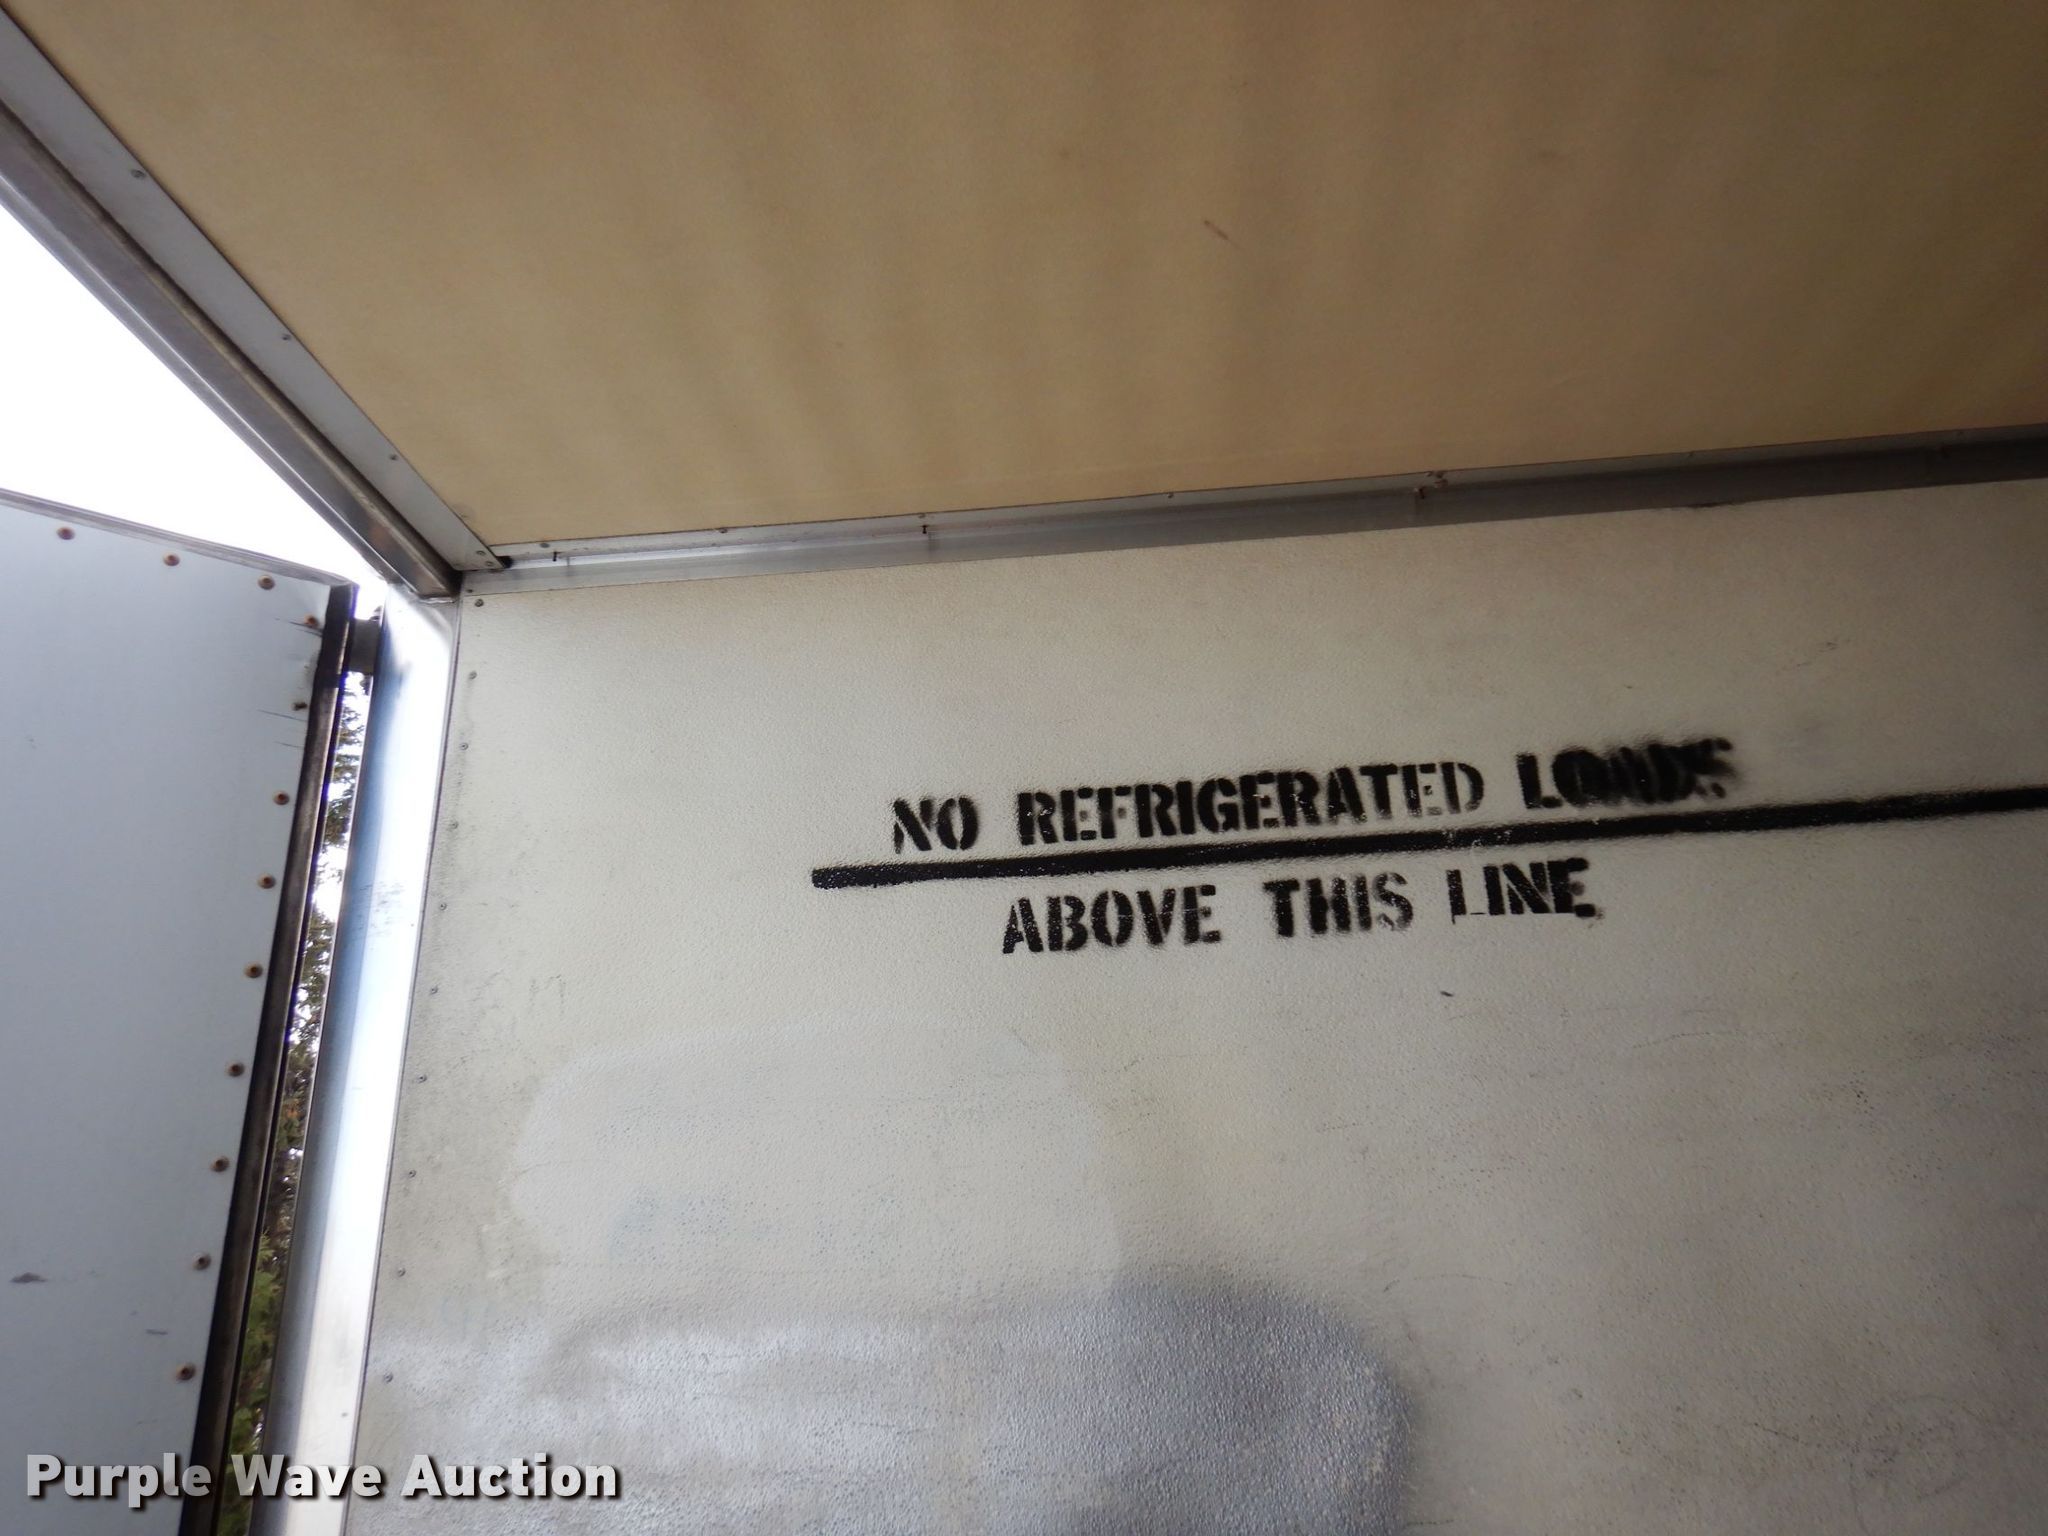 NO REFRIGERATED LOADS
ABOVE THIS LINE
Purple Wave Auction